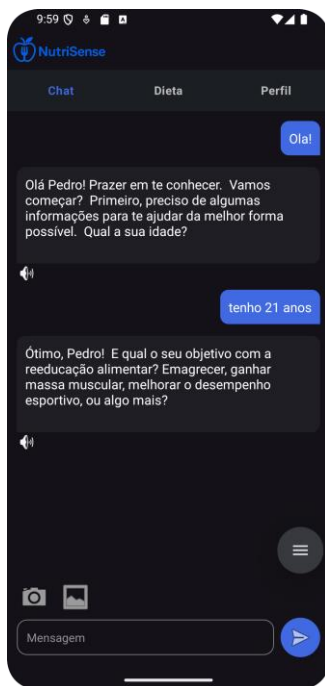 9:59
NutriSense
Chat Dieta Perfil
Ola!
Olá Pedro! Prazer em te conhecer. Vamos
começar? Primeiro, preciso de algumas
informações para te ajudar da melhor forma
possível. Qual a sua idade?
tenho 21 anos
Ótimo, Pedro! E qual o seu objetivo com a
reeducação alimentar? Emagrecer, ganhar
massa muscular, melhorar o desempenho
esportivo, ou algo mais?
Mensagem